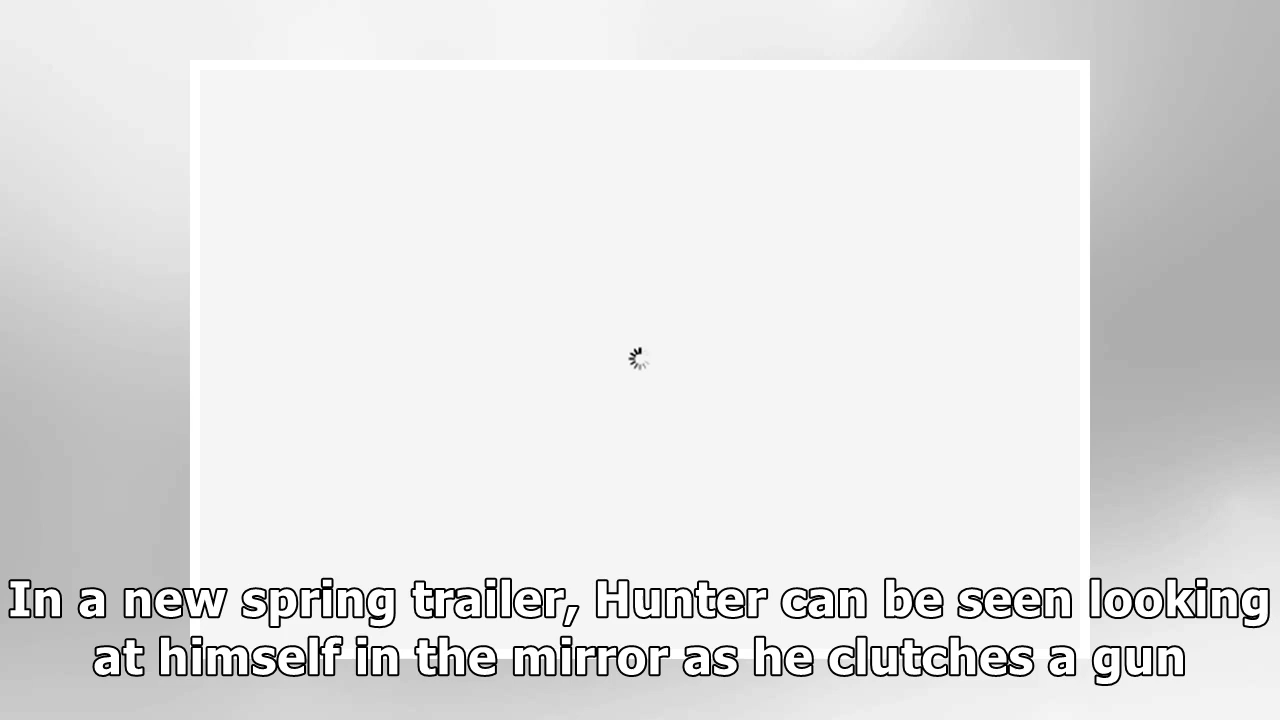 In a new spring trailer, Hunter can be seen looking
at himself in the mirror as he clutches a gun